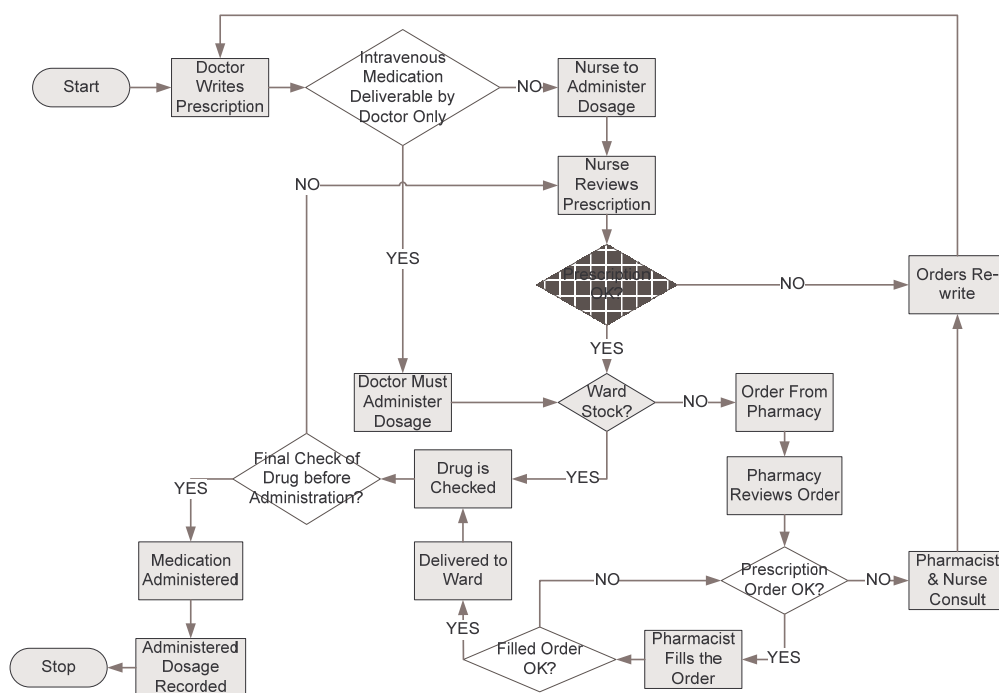 Start
Doctor
Writes
Prescription
Intravenous
Medication
Deliverable by
Doctor Only
NO
Nurse to
Administer
Dosage
NO
Nurse
Reviews
Prescription
YES
Prescription
OK?
NO
Orders Re-
write
YES
Doctor Must
Administer
Dosage
Ward
Stock?
NO
Order From
Pharmacy
Final Check of
Drug before
Administration?
YES
Drug is
Checked
YES
Pharmacy
Reviews Order
Medication
Administered
Delivered to
Ward
NO
Prescription
Order OK?
NO
Pharmacist
& Nurse
Consult
YES
Stop
Administered
Dosage
Recorded
Filled Order
OK?
Pharmacist
Fills the
Order
YES